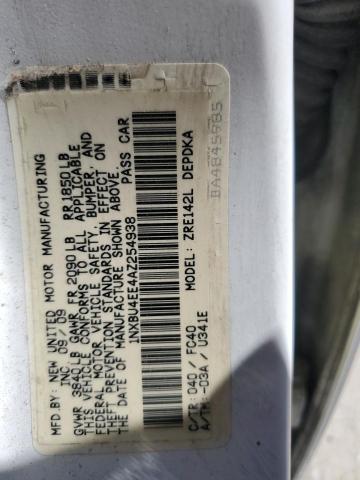 MFD.BY: NEW UNITED MOTOR MANUFACTURING
INC. 09/09
GVWR 3840LB GAWR FR 2090LB RR1850LB
THIS VEHICLE CONFORMS TO ALL APPLICABLE
FEDERAL MOTOR VEHICLE SAFETY, BUMPER, AND
THEFT PREVENTION STANDARDS IN EFFECT ON
THE DATE OF MANUFACTURE SHOWN ABOVE.
1NXBU4EE4AZ254938 PASS CAR
ZRE142L DEPDKA
C/TR: 040 / FC40
A/TM: -03A / U341E
BA4845985